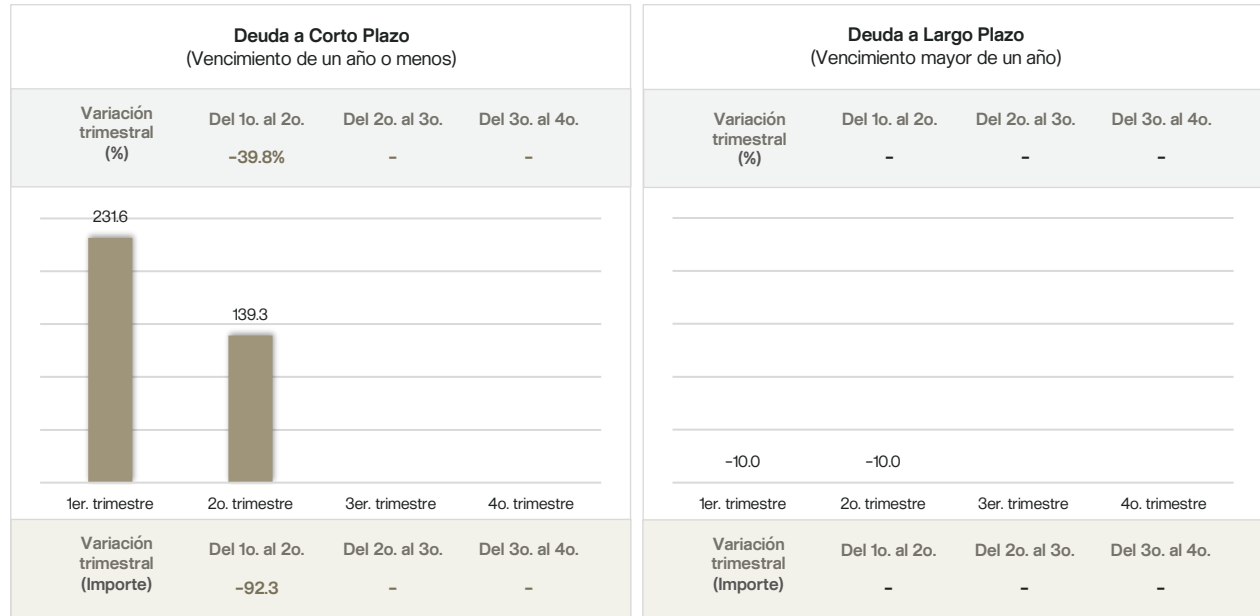 Deuda a Corto Plazo
(Vencimiento de un año o menos)
Variación
trimestral
(%)
Del 1o. al 2o.
Del 2o. al 3o.
Del 3o. al 4o.
-39.8%
-
-
231.6
139.3
1er. trimestre
2o. trimestre
3er. trimestre
4o. trimestre
Variación
trimestral
(Importe)
Del 1o. al 2o.
Del 2o. al 3o.
Del 3o. al 4o.
-92.3
-
-
Deuda a Largo Plazo
(Vencimiento mayor de un año)
Variación
trimestral
(%)
Del 1o. al 2o.
Del 2o. al 3o.
Del 3o. al 4o.
-
-
-
-10.0
-10.0
1er. trimestre
2o. trimestre
3er. trimestre
4o. trimestre
Variación
trimestral
(Importe)
Del 1o. al 2o.
Del 2o. al 3o.
Del 3o. al 4o.
-
-
-